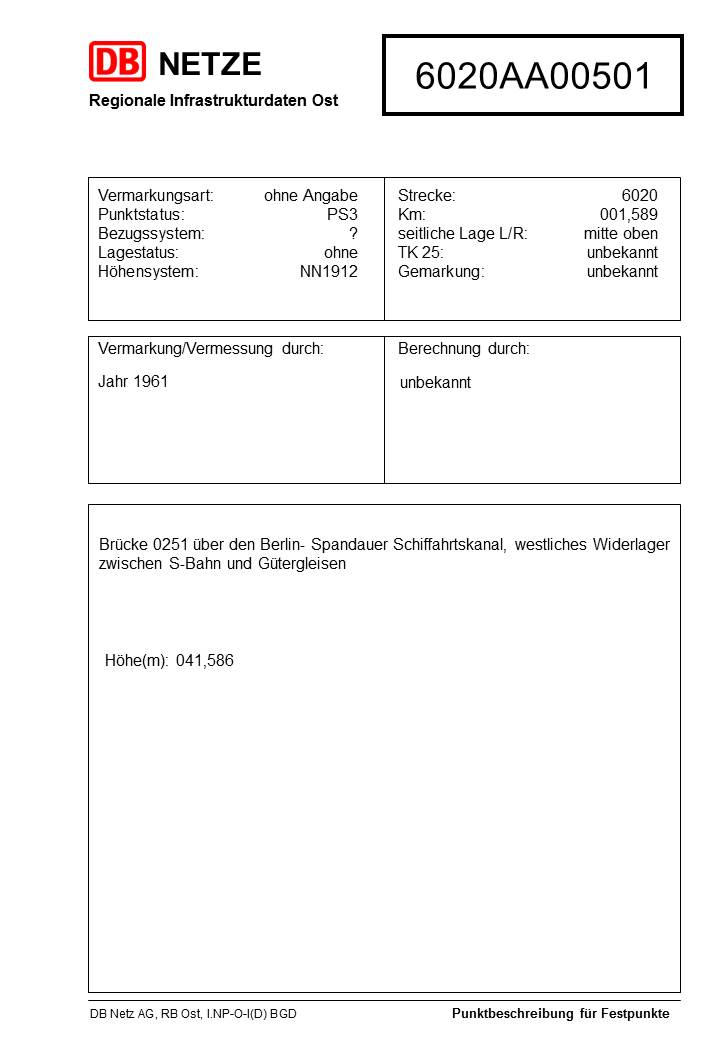 DB NETZE
6020AA00501
Regionale Infrastrukturdaten Ost
Vermarkungsart: ohne Angabe
Punktstatus: PS3
Bezugssystem: ?
Lagestatus: ohne
Höhensystem: NN1912
Strecke: 6020
Km: 001,589
seitliche Lage L/R: mitte oben
TK 25: unbekannt
Gemarkung: unbekannt
Vermarkung/Vermessung durch:
Jahr 1961
Berechnung durch:
unbekannt
Brücke 0251 über den Berlin- Spandauer Schiffahrtskanal, westliches Widerlager
zwischen S-Bahn und Gütergleisen
Höhe(m): 041,586
DB Netz AG, RB Ost, I.NP-O-I(D) BGD
Punktbeschreibung für Festpunkte